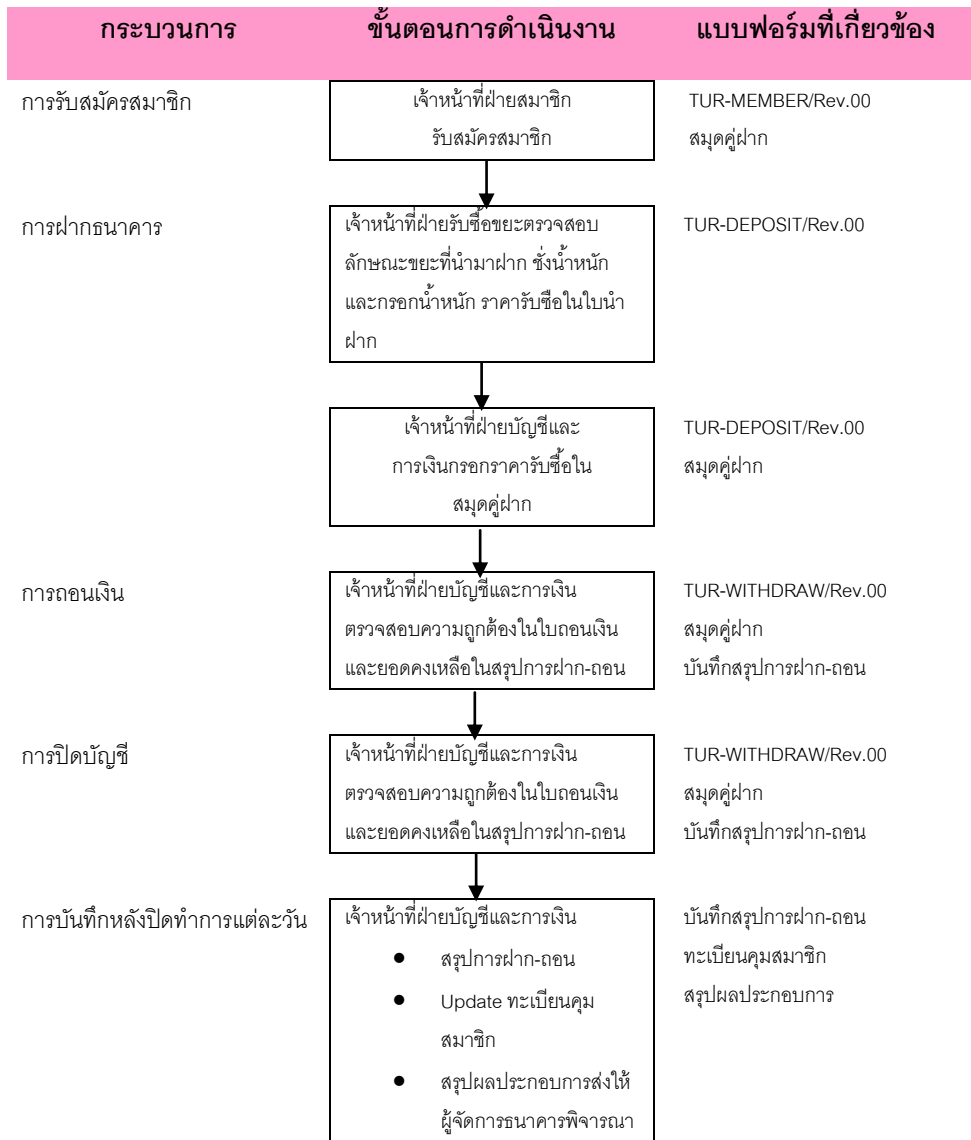 กระบวนการ ขั้นตอนการดำเนินงาน แบบฟอร์มที่เกี่ยวข้อง
การรับสมัครสมาชิก
เจ้าหน้าที่ฝ่ายสมาชิก
รับสมัครสมาชิก
TUR-MEMBER/Rev.00
สมุดคู่ฝาก
การฝากธนาคาร
เจ้าหน้าที่ฝ่ายรับซื้อขยะตรวจสอบ
ลักษณะขยะที่นำมาฝาก ชั่งน้ำหนัก
และกรอกน้ำหนัก ราคารับซือในใบนำ
ฝาก
TUR-DEPOSIT/Rev.00
เจ้าหน้าที่ฝ่ายบัญชีและ
การเงินกรอกราคารับซื้อใน
สมุดคู่ฝาก
TUR-DEPOSIT/Rev.00
สมุดคู่ฝาก
การถอนเงิน
เจ้าหน้าที่ฝ่ายบัญชีและการเงิน
ตรวจสอบความถูกต้องในใบถอนเงิน
และยอดคงเหลือในสรุปการฝาก-ถอน
TUR-WITHDRAW/Rev.00
สมุดคู่ฝาก
บันทึกสรุปการฝาก-ถอน
การปิดบัญชี
เจ้าหน้าที่ฝ่ายบัญชีและการเงิน
ตรวจสอบความถูกต้องในใบถอนเงิน
และยอดคงเหลือในสรุปการฝาก-ถอน
TUR-WITHDRAW/Rev.00
สมุดคู่ฝาก
บันทึกสรุปการฝาก-ถอน
การบันทึกหลังปิดทำการแต่ละวัน
เจ้าหน้าที่ฝ่ายบัญชีและการเงิน
● สรุปการฝาก-ถอน
● Update ทะเบียนคุม
สมาชิก
● สรุปผลประกอบการส่งให้
ผู้จัดการธนาคารพิจารณา
บันทึกสรุปการฝาก-ถอน
ทะเบียนคุมสมาชิก
สรุปผลประกอบการ